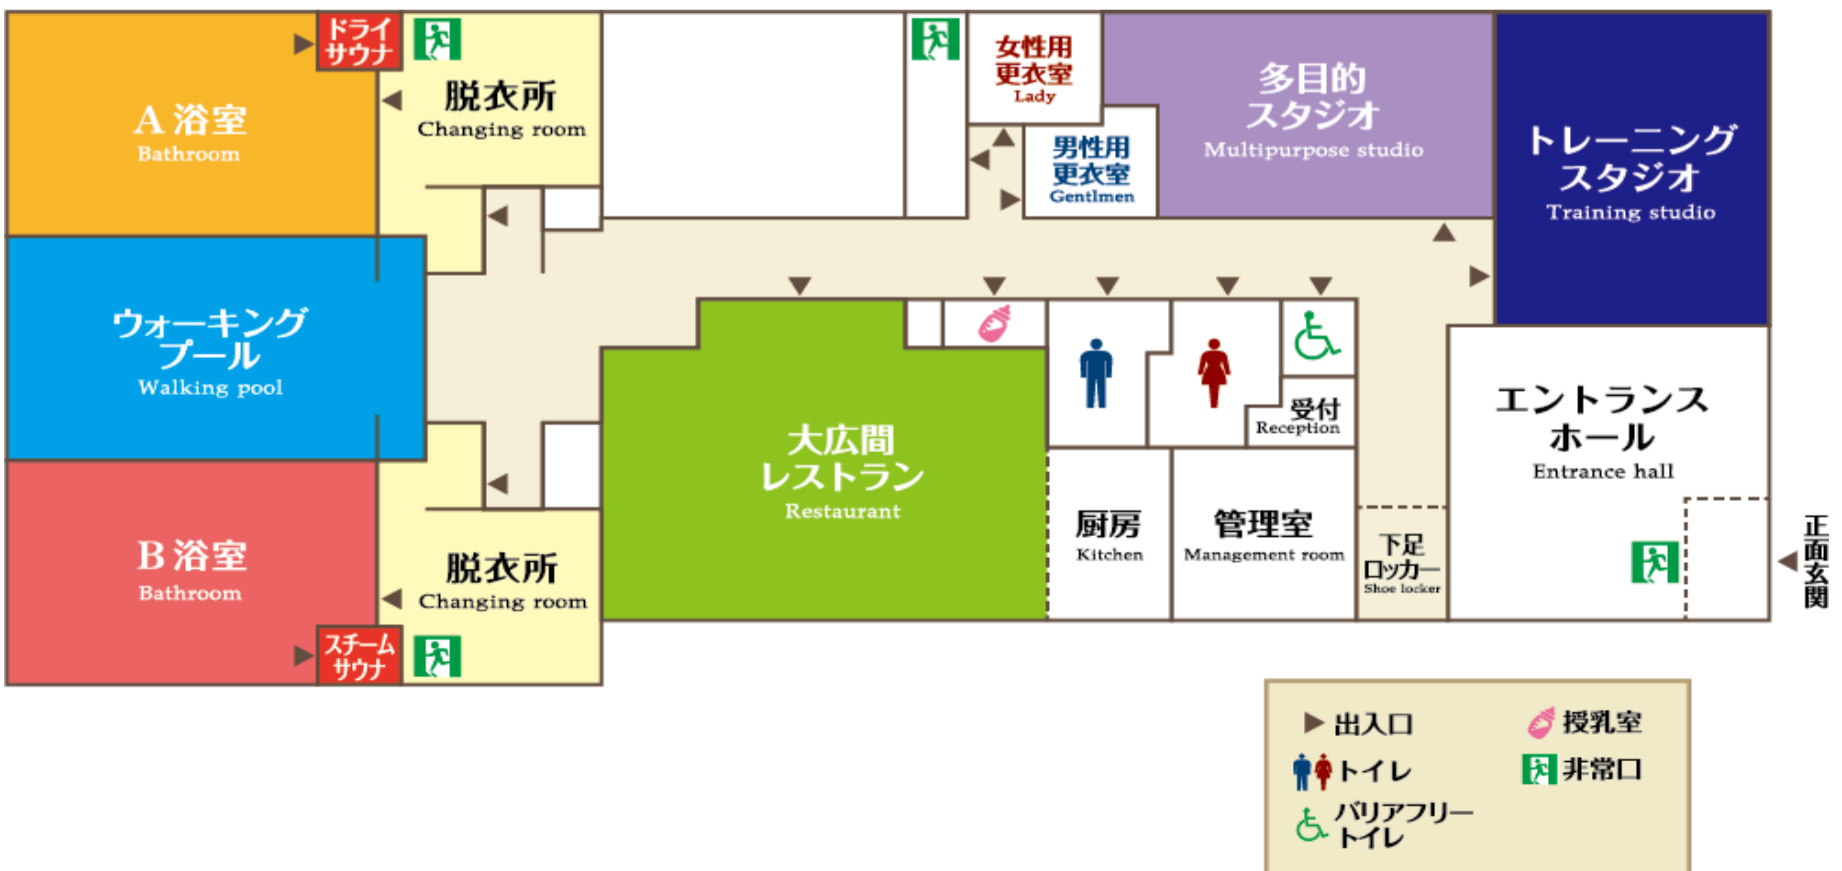 ドライ
サウナ
A 浴室
Bathroom
脱衣所
Changing room
女性用
更衣室
Lady
男性用
更衣室
Gentlmen
多目的
スタジオ
Multipurpose studio
トレーニング
スタジオ
Training studio
ウォーキング
プール
Walking pool
大広間
レストラン
Restaurant
受付
Reception
エントランス
ホール
Entrance hall
B 浴室
Bathroom
脱衣所
Changing room
スチーム
サウナ
厨房
Kitchen
管理室
Management room
下足
ロッカー
Shoe locker
正面玄関
出入口
授乳室
トイレ
非常口
バリアフリー
トイレ